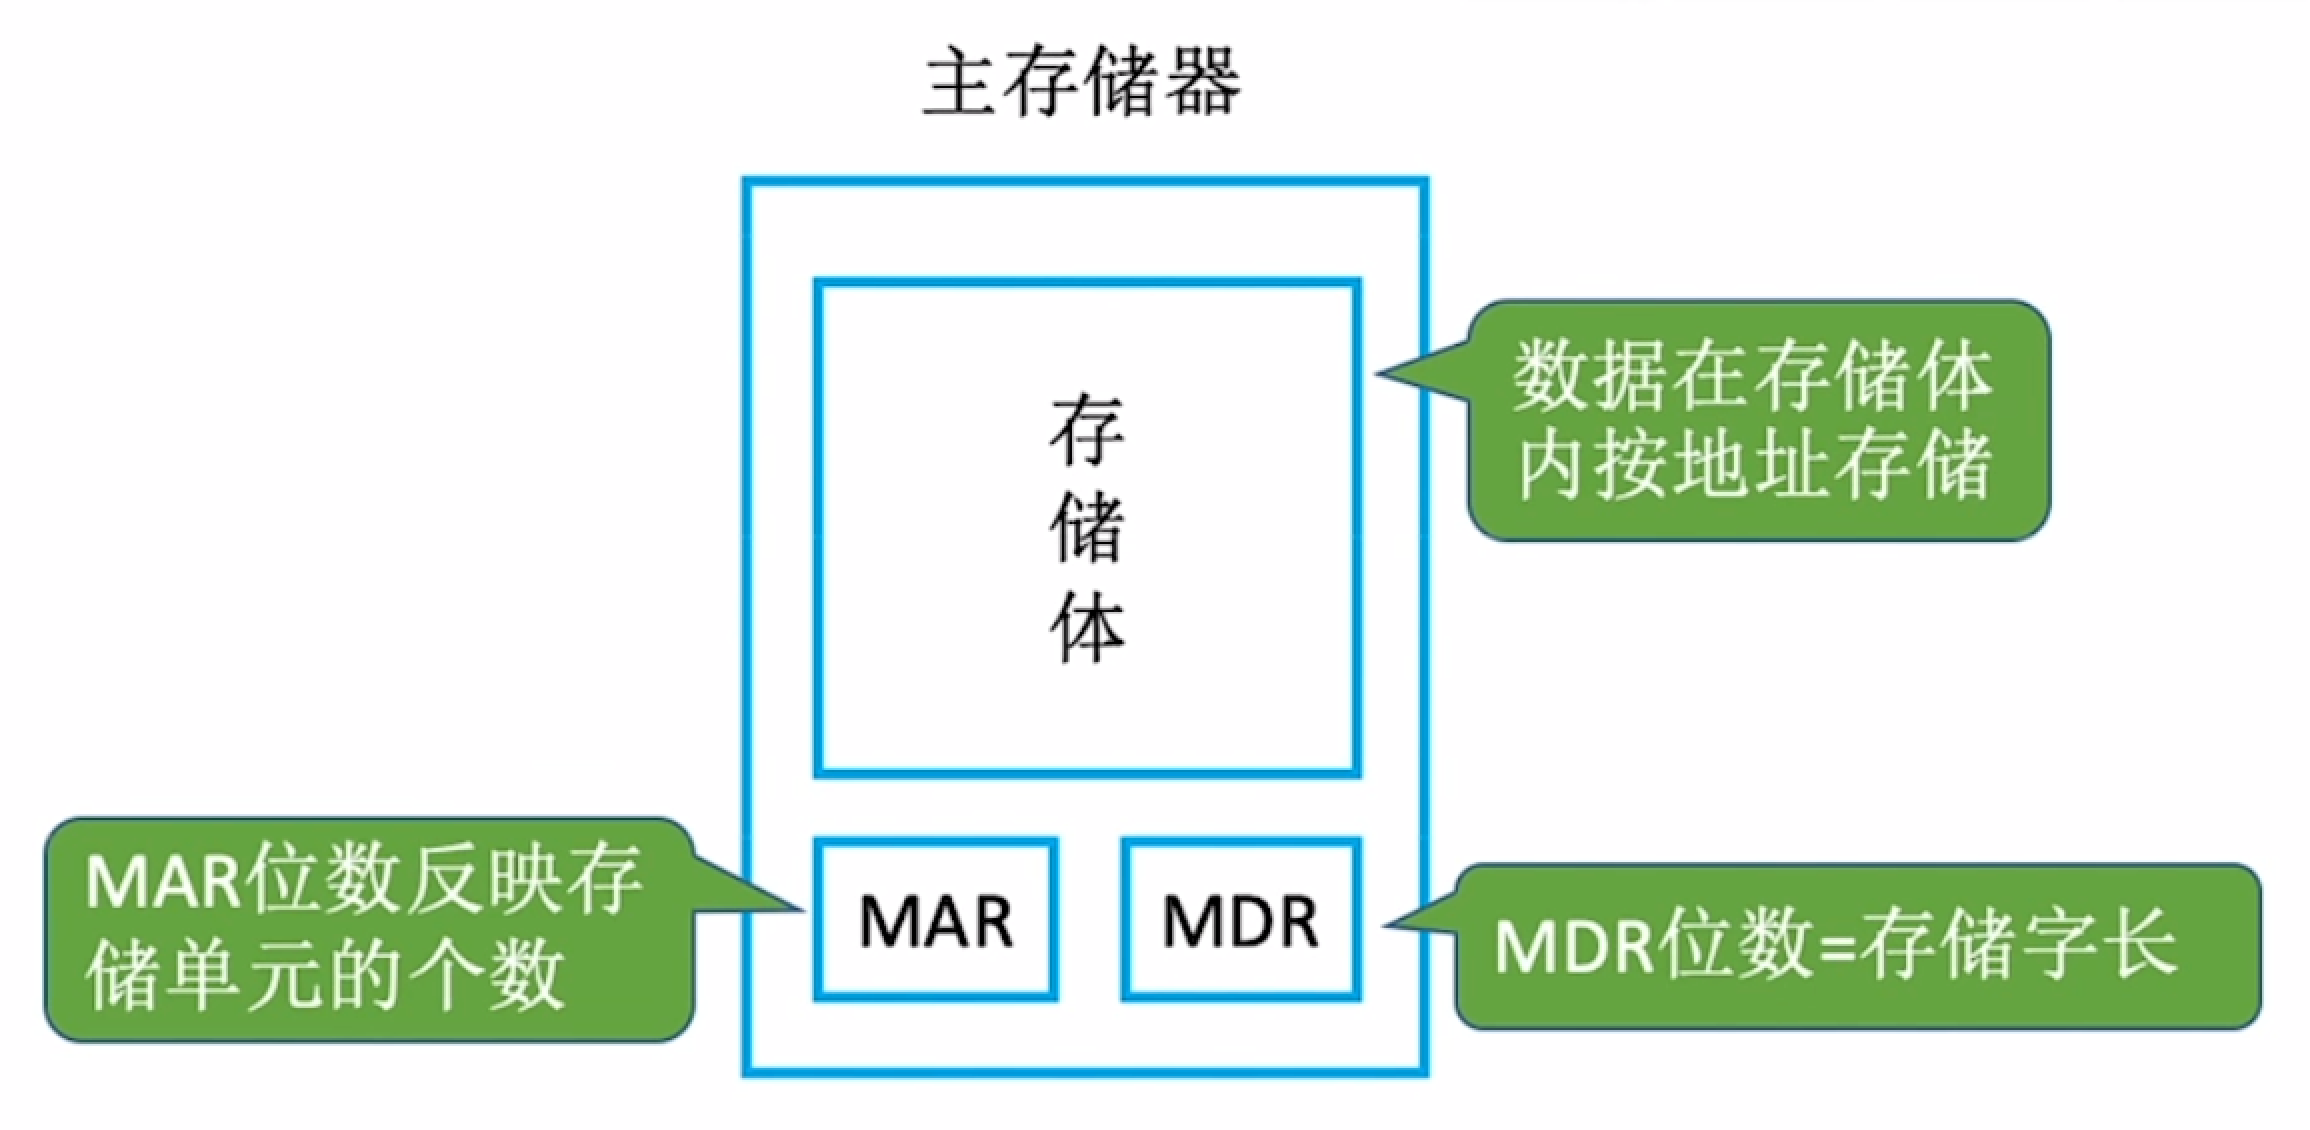 主存储器
存
储
体
数据在存储体
内按地址存储
MAR位数反映存
储单元的个数
MAR
MDR
MDR位数=存储字长